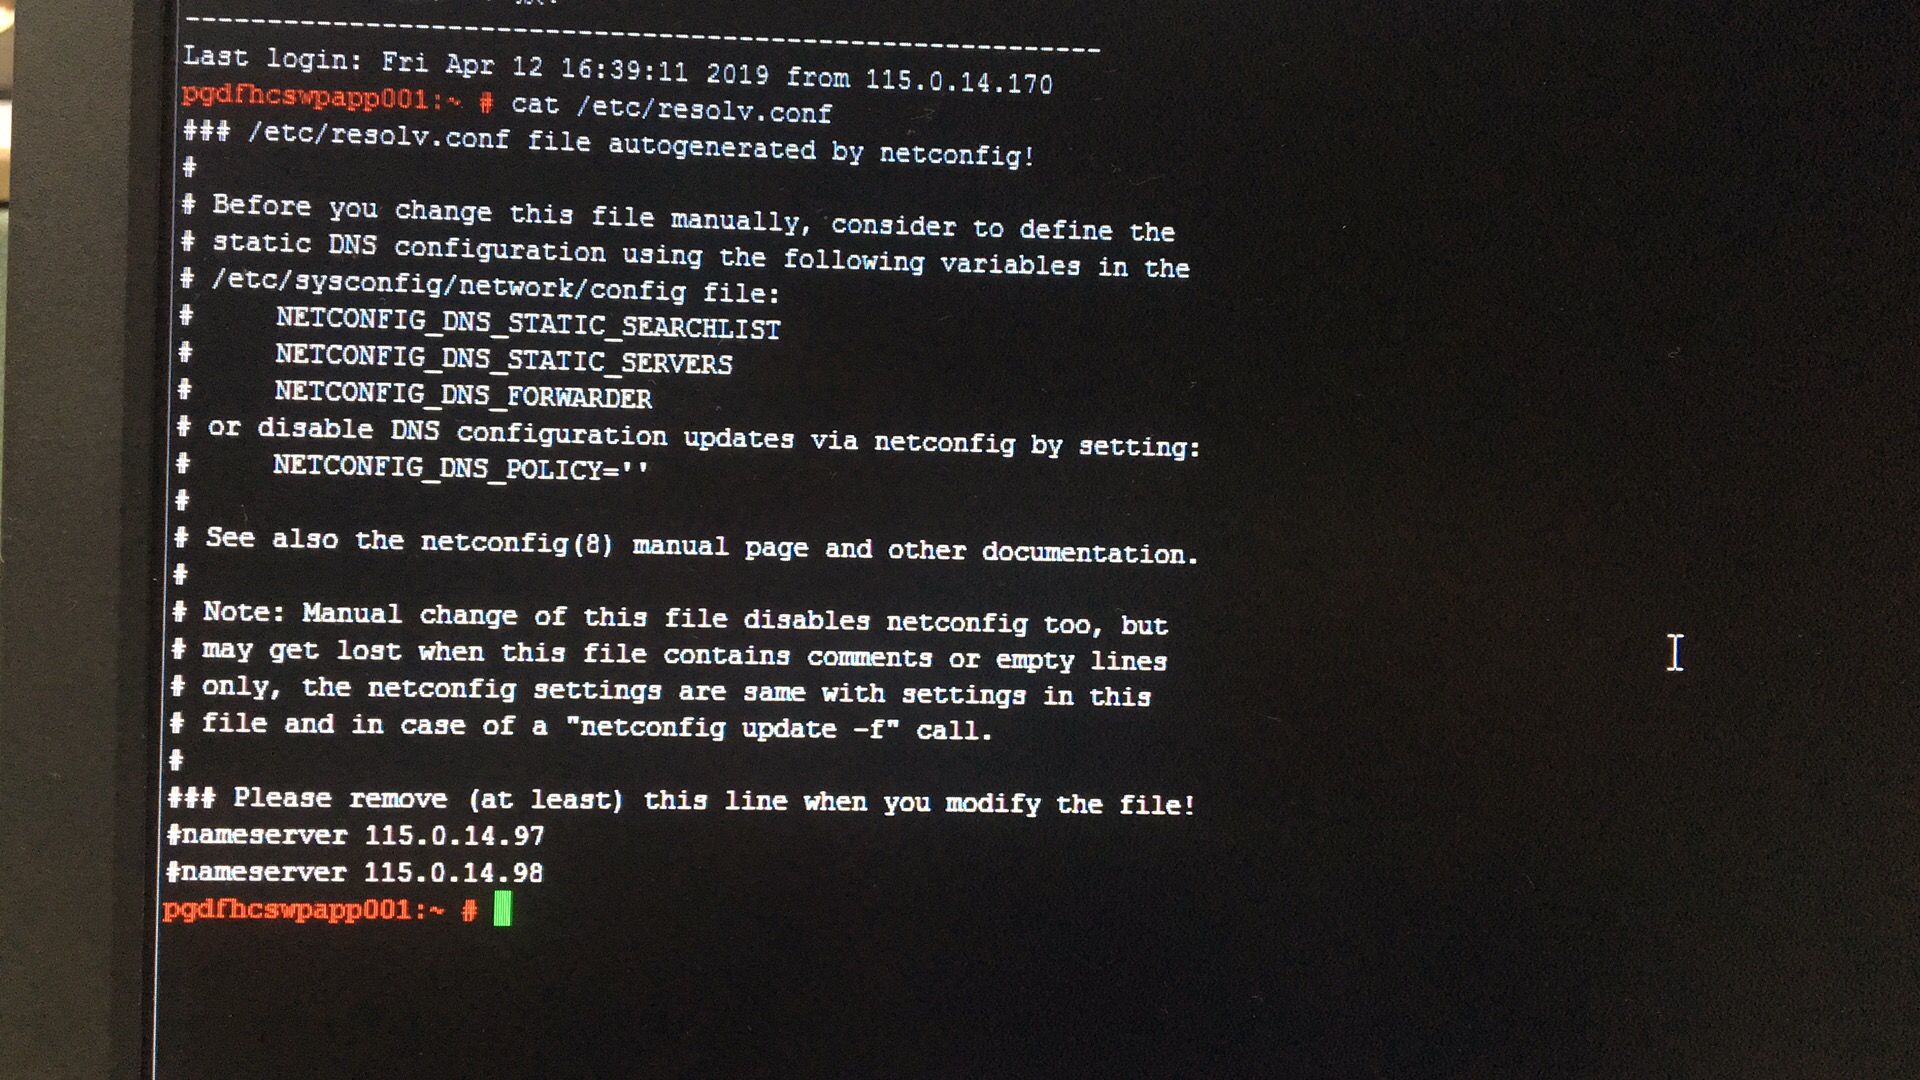 --------------------------------------------------------------------
Last login: Fri Apr 12 16:39:11 2019 from 115.0.14.170
pgdfhcswpapp001:~ # cat /etc/resolv.conf
### /etc/resolv.conf file autogenerated by netconfig!
#
# Before you change this file manually, consider to define the
# static DNS configuration using the following variables in the
# /etc/sysconfig/network/config file:
#     NETCONFIG_DNS_STATIC_SEARCHLIST
#     NETCONFIG_DNS_STATIC_SERVERS
#     NETCONFIG_DNS_FORWARDER
# or disable DNS configuration updates via netconfig by setting:
#     NETCONFIG_DNS_POLICY=''
#
# See also the netconfig(8) manual page and other documentation.
#
# Note: Manual change of this file disables netconfig too, but
# may get lost when this file contains comments or empty lines
# only, the netconfig settings are same with settings in this
# file and in case of a "netconfig update -f" call.
#
### Please remove (at least) this line when you modify the file!
#nameserver 115.0.14.97
#nameserver 115.0.14.98
pgdfhcswpapp001:~ #